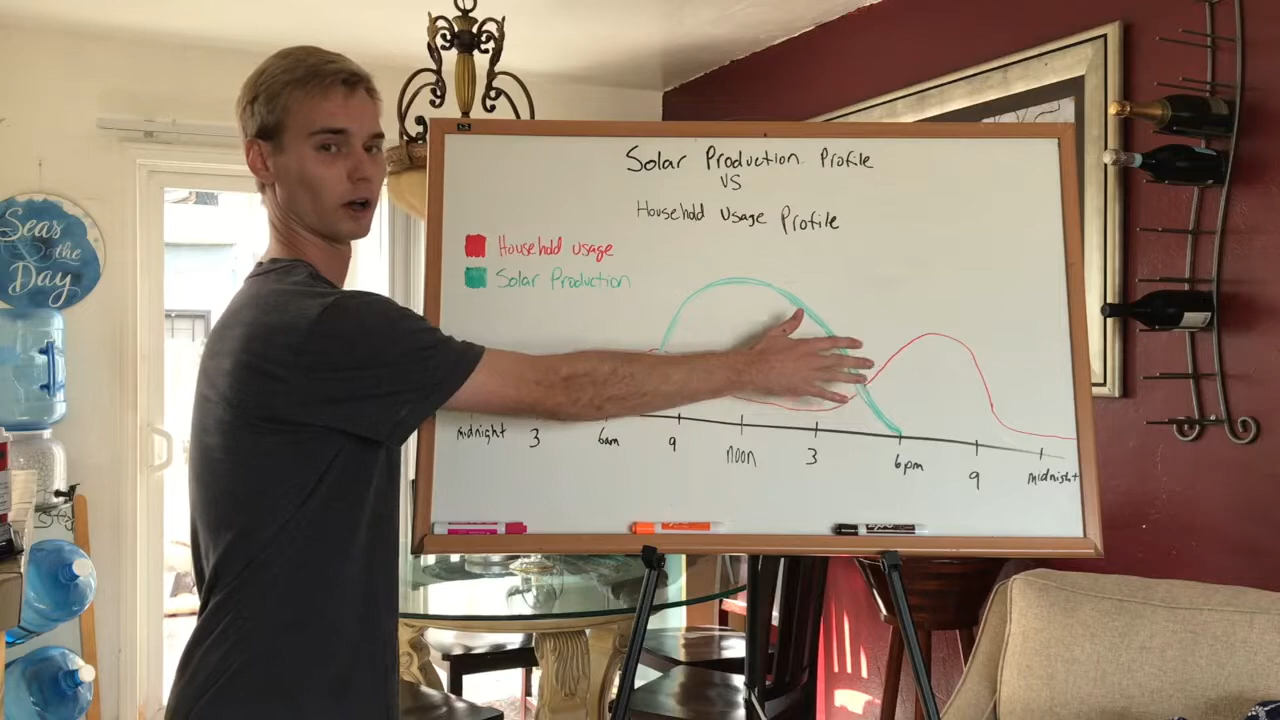 Solar Production Profile
VS
Household Usage Profile
Household usage
Solar Production
midnight 3 6am 9 noon 3 6pm 9 midnight
Seas
the
Day
EXPO